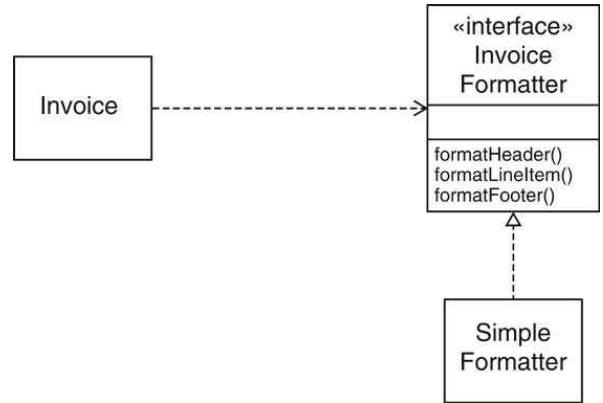 Invoice
«interface»
Invoice
Formatter
formatHeader()
formatLineItem()
formatFooter()
Simple
Formatter